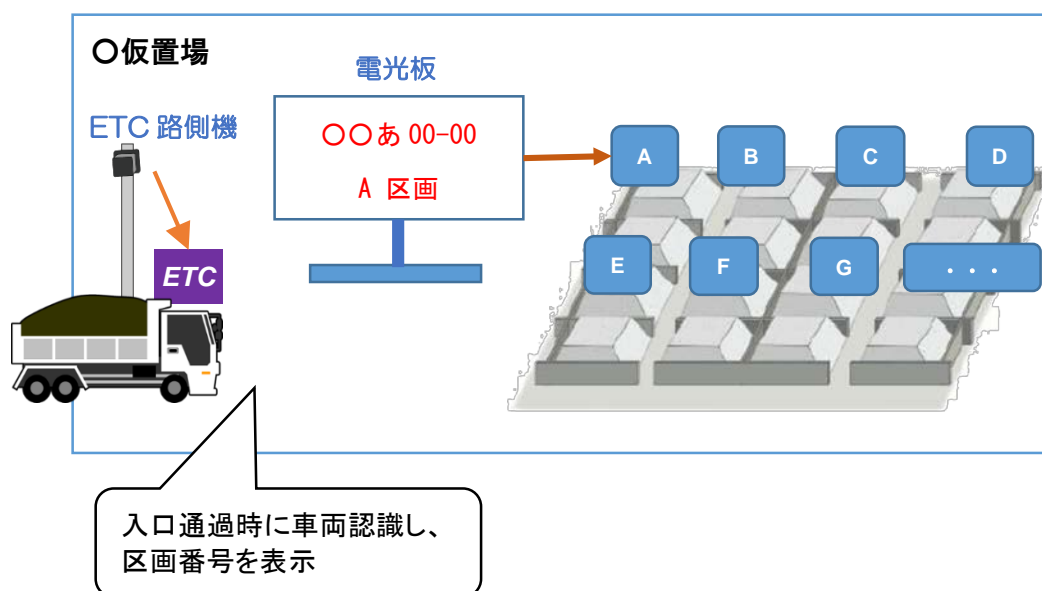 〇仮置場
電光板
ETC 路側機
〇〇あ 00-00
A 区画
ETC
A
B
C
D
E
F
G
・・・
入口通過時に車両認識し、
区画番号を表示